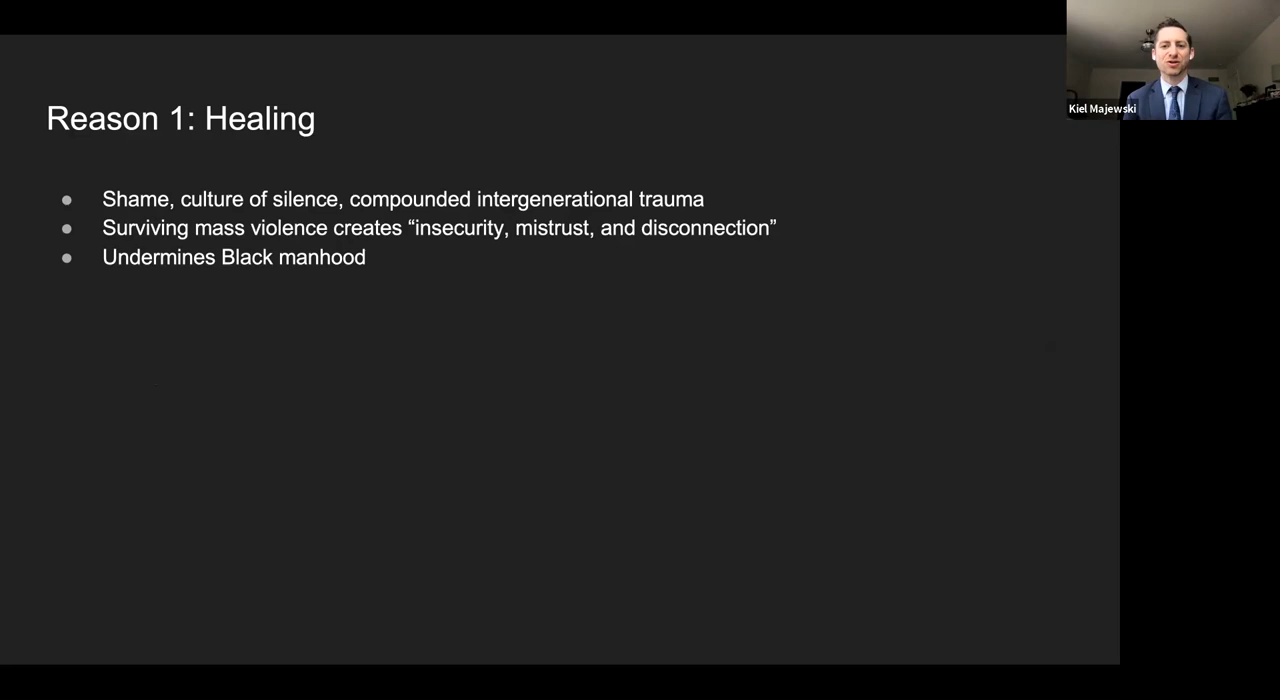 Reason 1: Healing
● Shame, culture of silence, compounded intergenerational trauma
● Surviving mass violence creates “insecurity, mistrust, and disconnection”
● Undermines Black manhood
Kiel Majewski